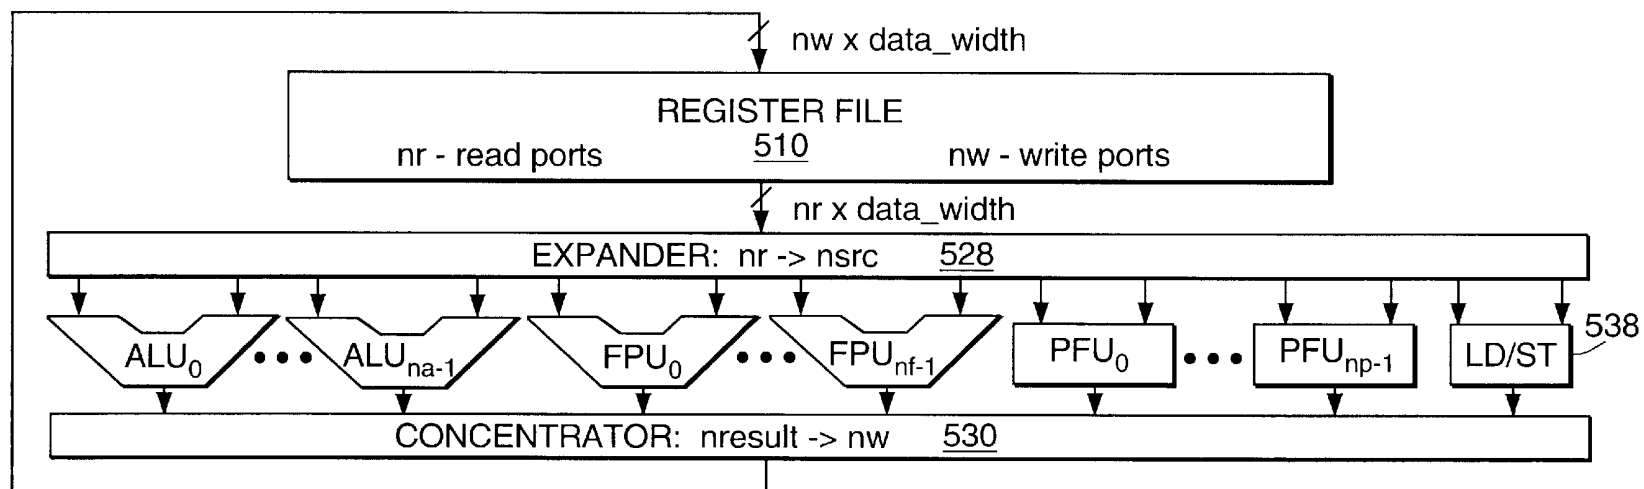 nw x data_width
REGISTER FILE
nr - read ports 510 nw - write ports
nr x data_width
EXPANDER: nr -> nsrc 528
538
ALU0 ••• ALUna-1 FPU0 ••• FPUnf-1 PFU0 ••• PFUnp-1 LD/ST
CONCENTRATOR: nresult -> nw 530